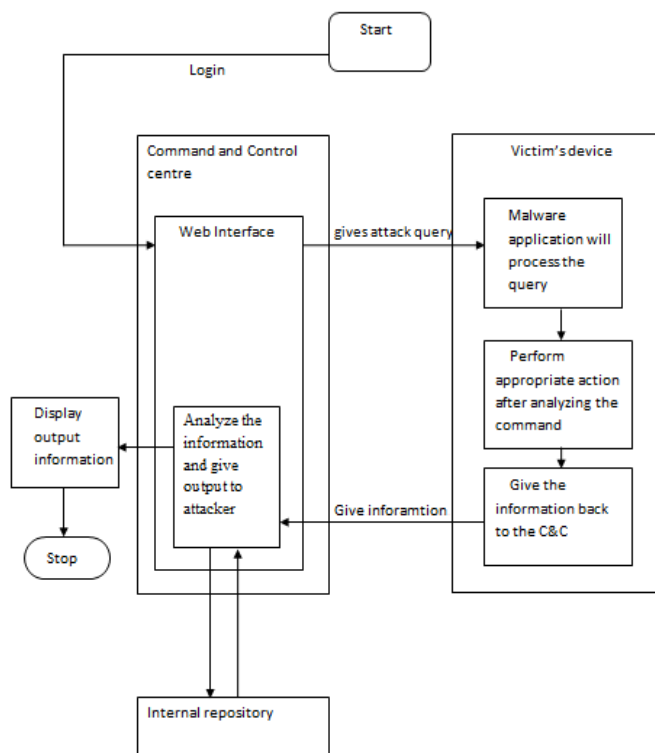 Start
Login
Command and Control
centre
Victim's device
Web Interface
gives attack query
Malware
application will
process the
query
Perform
appropriate action
after analyzing the
command
Display
output
information
Analyze the
information
and give
output to
attacker
Give inforamtion
Give the
information back
to the C&C
Stop
Internal repository